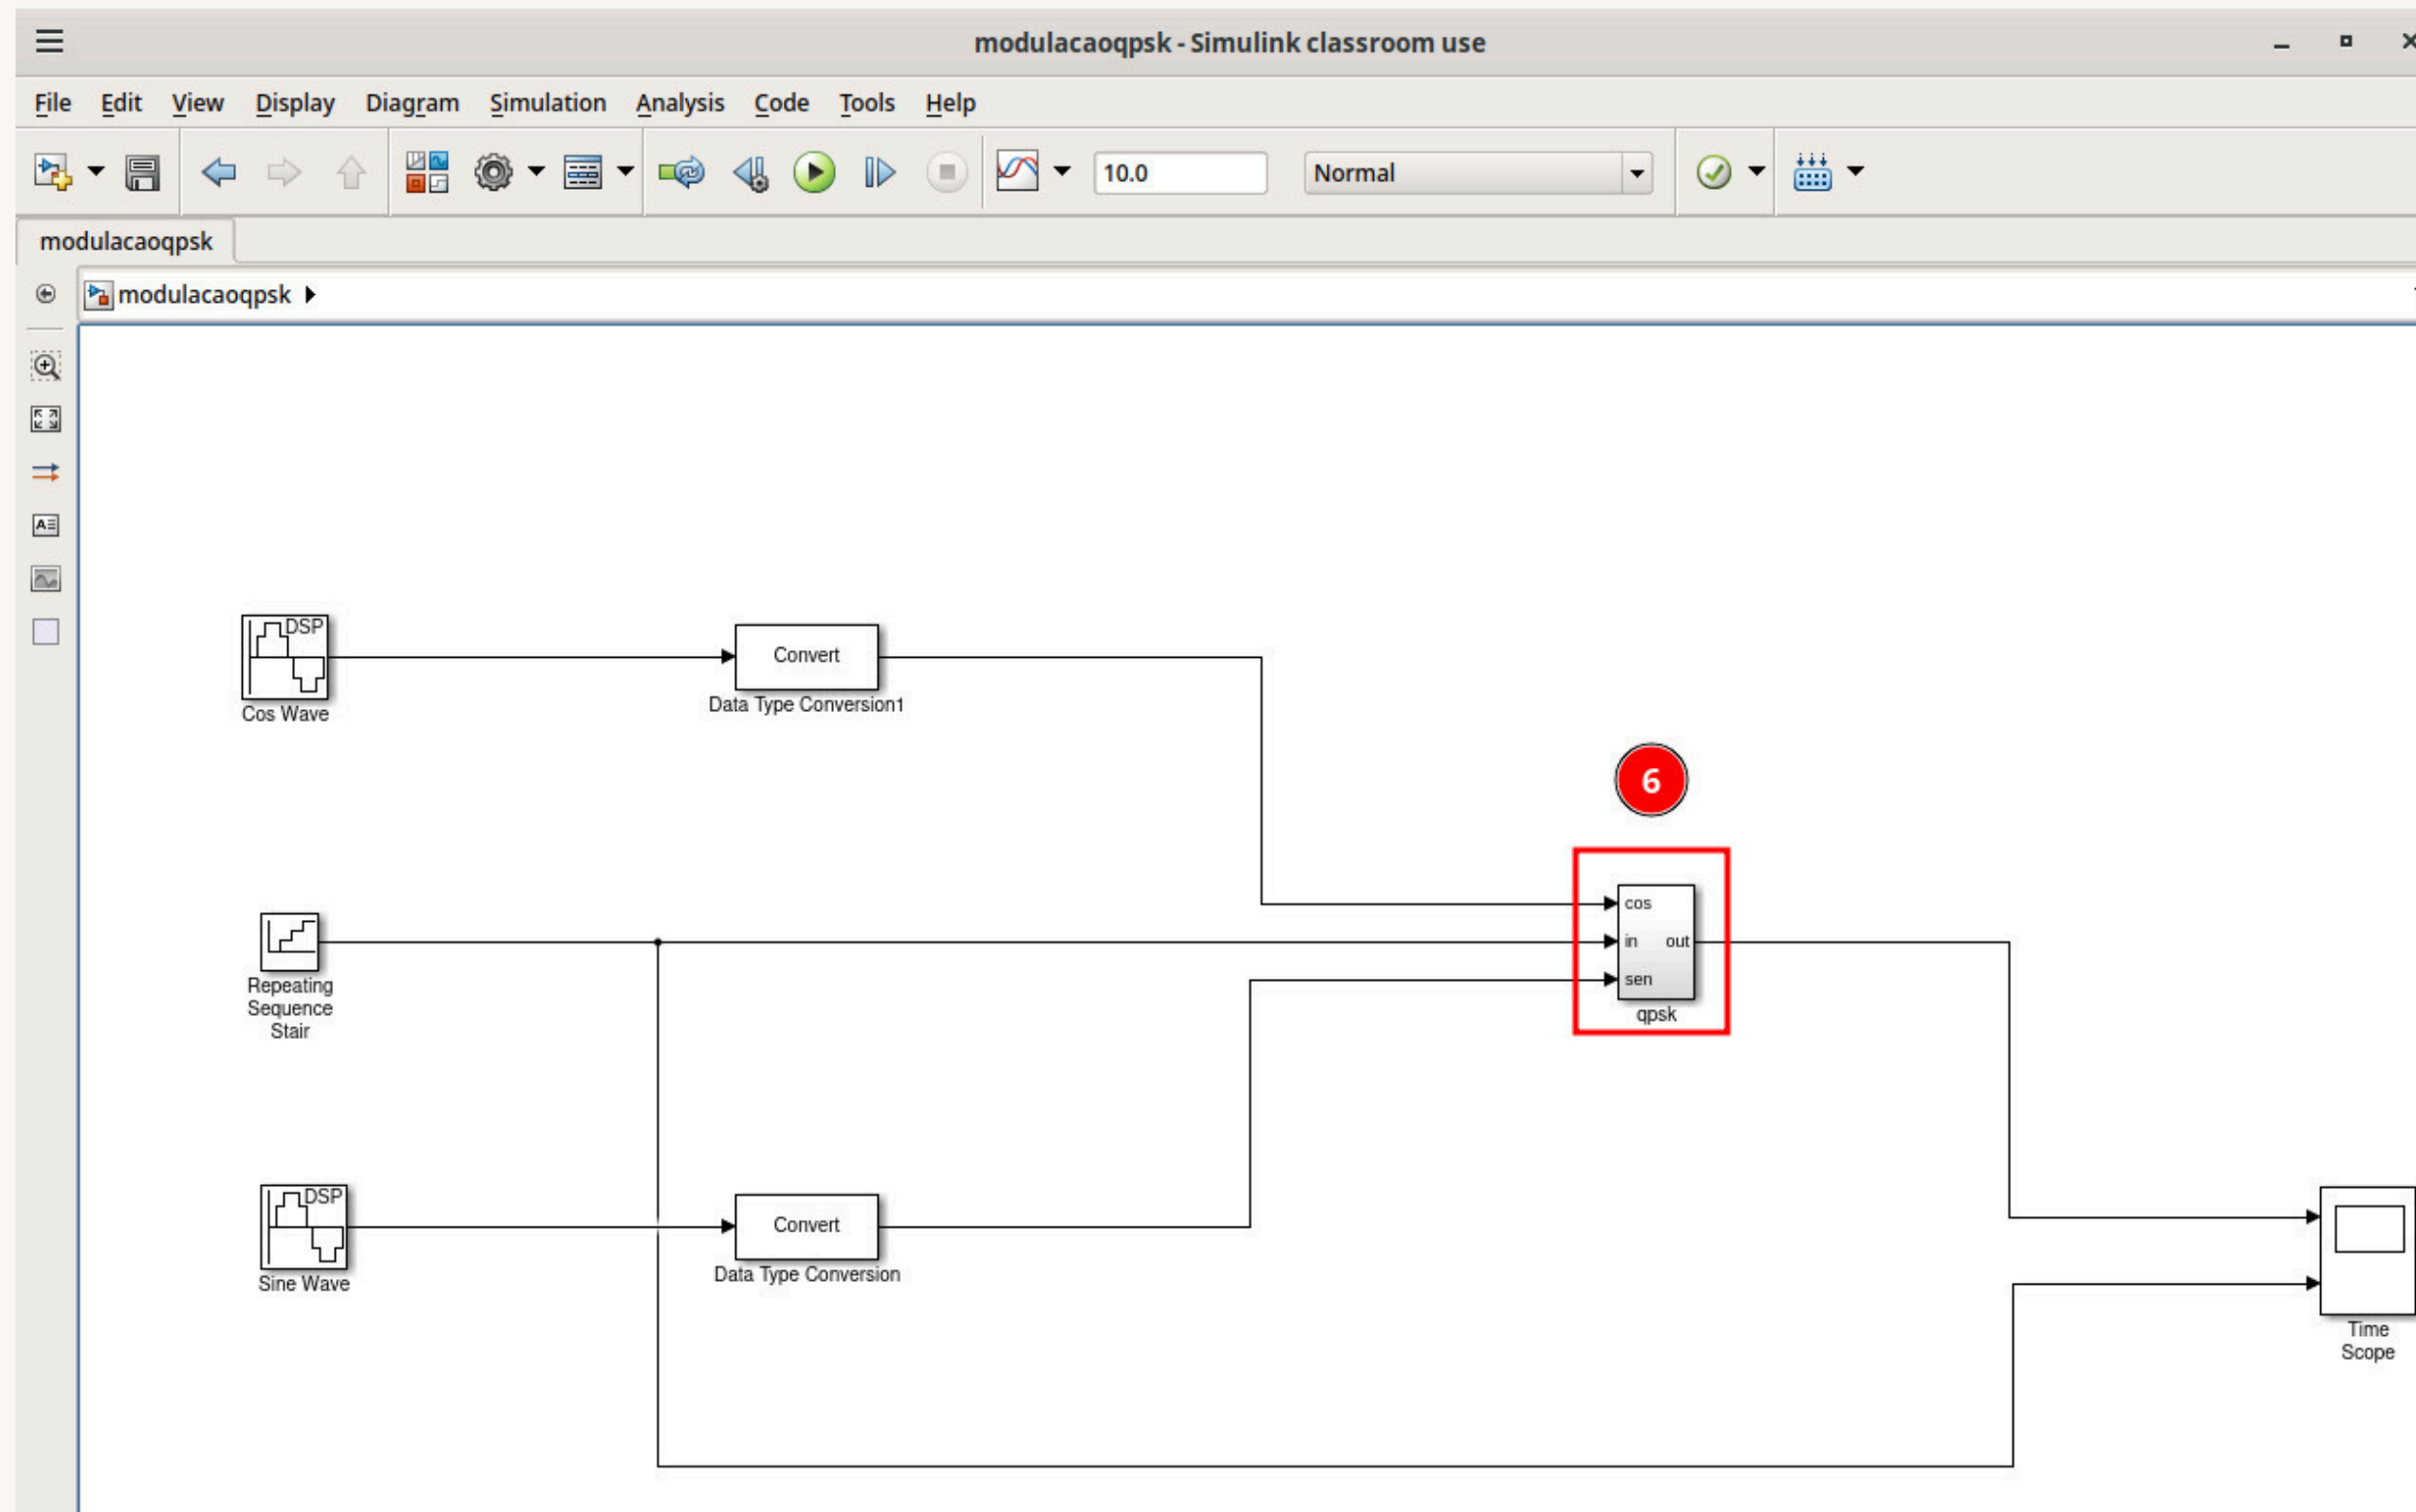 modulacaoqpsk - Simulink classroom use
File Edit View Display Diagram Simulation Analysis Code Tools Help
10.0 Normal
modulacaoqpsk
modulacaoqpsk
DSP
Cos Wave
Convert
Data Type Conversion1
6
cos
in out
sen
qpsk
Repeating
Sequence
Stair
DSP
Sine Wave
Convert
Data Type Conversion
Time
Scope